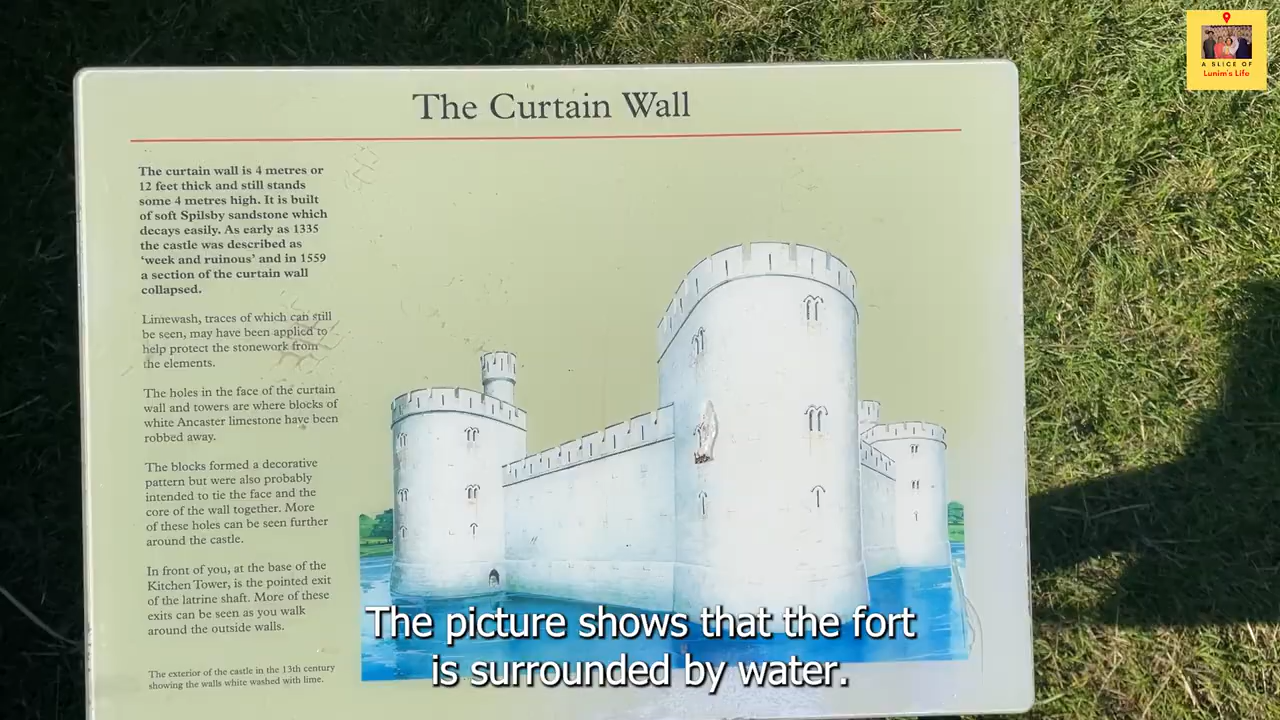 A SLICE OF
Lunim's Life
The Curtain Wall
The curtain wall is 4 metres or
12 feet thick and still stands
some 4 metres high. It is built
of soft Spilsby sandstone which
decays easily. As early as 1335
the castle was described as
‘week and ruinous’ and in 1559
a section of the curtain wall
collapsed.
Limewash, traces of which can still
be seen, may have been applied to
help protect the stonework from
the elements.
The holes in the face of the curtain
wall and towers are where blocks of
white Ancaster limestone have been
robbed away.
The blocks formed a decorative
pattern but were also probably
intended to tie the face and the
core of the wall together. More
of these holes can be seen further
around the castle.
In front of you, at the base of the
Kitchen Tower, is the pointed exit
of the latrine shaft. More of these
exits can be seen as you walk
around the outside walls.
The exterior of the castle in the 13th century
showing the walls white washed with lime.
The picture shows that the fort
is surrounded by water.